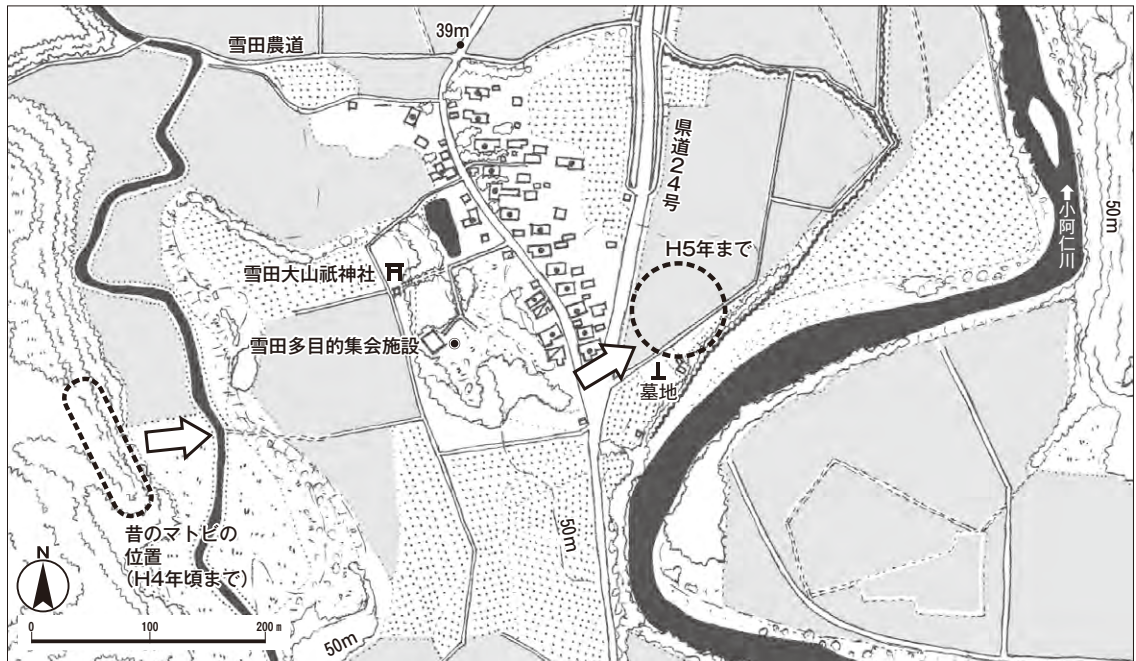 39m
雪田農道
県道24号
↑小阿仁川
50m
H5年まで
雪田大山祇神社
雪田多目的集会施設
墓地
昔のマトビの
位置
(H4年頃まで)
50m
50m
N
0 100 200 m